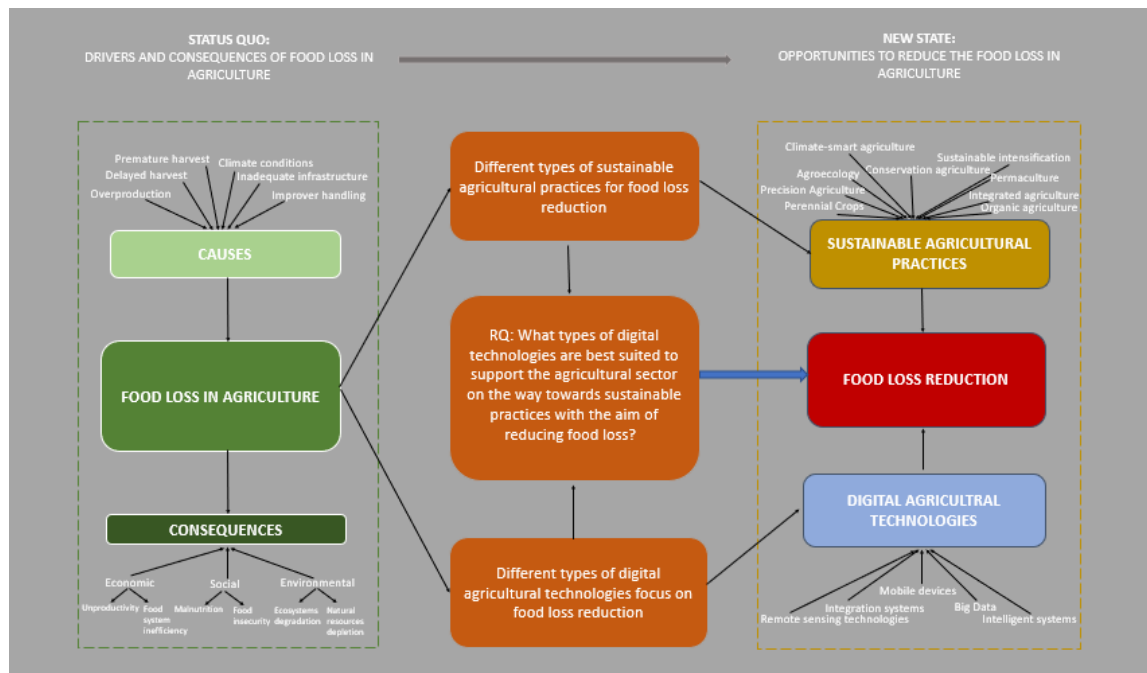 STATUS QUO:
DRIVERS AND CONSEQUENCES OF FOOD LOSS IN
AGRICULTURE
NEW STATE:
OPPORTUNITIES TO REDUCE THE FOOD LOSS IN
AGRICULTURE
Premature harvest
Climate conditions
Delayed harvest
Inadequate infrastructure
Overproduction
Improver handling
CAUSES
FOOD LOSS IN AGRICULTURE
CONSEQUENCES
Economic
Social
Environmental
Unproductivity
Food
system
inefficiency
Malnutrition
Food
insecurity
Ecosystems
degradation
Natural
resources
depletion
Different types of sustainable
agricultural practices for food loss
reduction
RQ: What types of digital
technologies are best suited to
support the agricultural sector
on the way towards sustainable
practices with the aim of
reducing food loss?
Different types of digital
agricultural technologies focus on
food loss reduction
Climate-smart agriculture
Sustainable intensification
Agroecology
Conservation agriculture
Permaculture
Precision Agriculture
Integrated agriculture
Perennial Crops
Organic agriculture
SUSTAINABLE AGRICULTURAL
PRACTICES
FOOD LOSS REDUCTION
DIGITAL AGRICULTRAL
TECHNOLOGIES
Mobile devices
Integration systems
Big Data
Remote sensing technologies
Intelligent systems